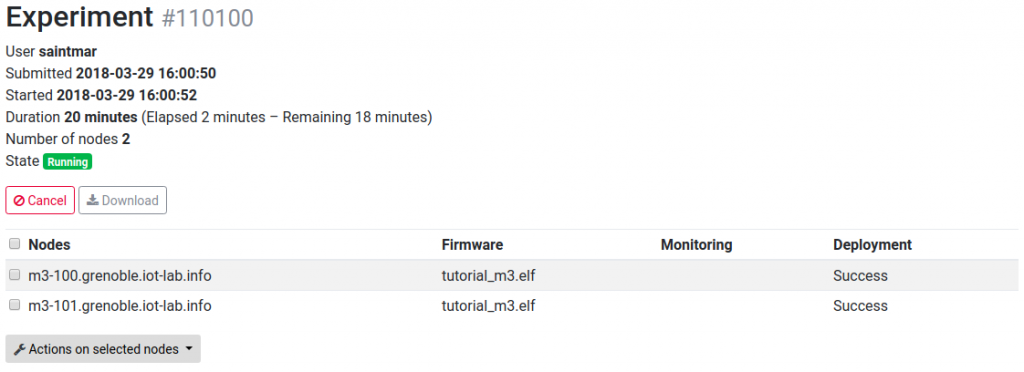 Experiment #110100
User saintmar
Submitted 2018-03-29 16:00:50
Started 2018-03-29 16:00:52
Duration 20 minutes (Elapsed 2 minutes – Remaining 18 minutes)
Number of nodes 2
State Running
Cancel Download
Nodes Firmware Monitoring Deployment
m3-100.grenoble.iot-lab.info tutorial_m3.elf Success
m3-101.grenoble.iot-lab.info tutorial_m3.elf Success
Actions on selected nodes